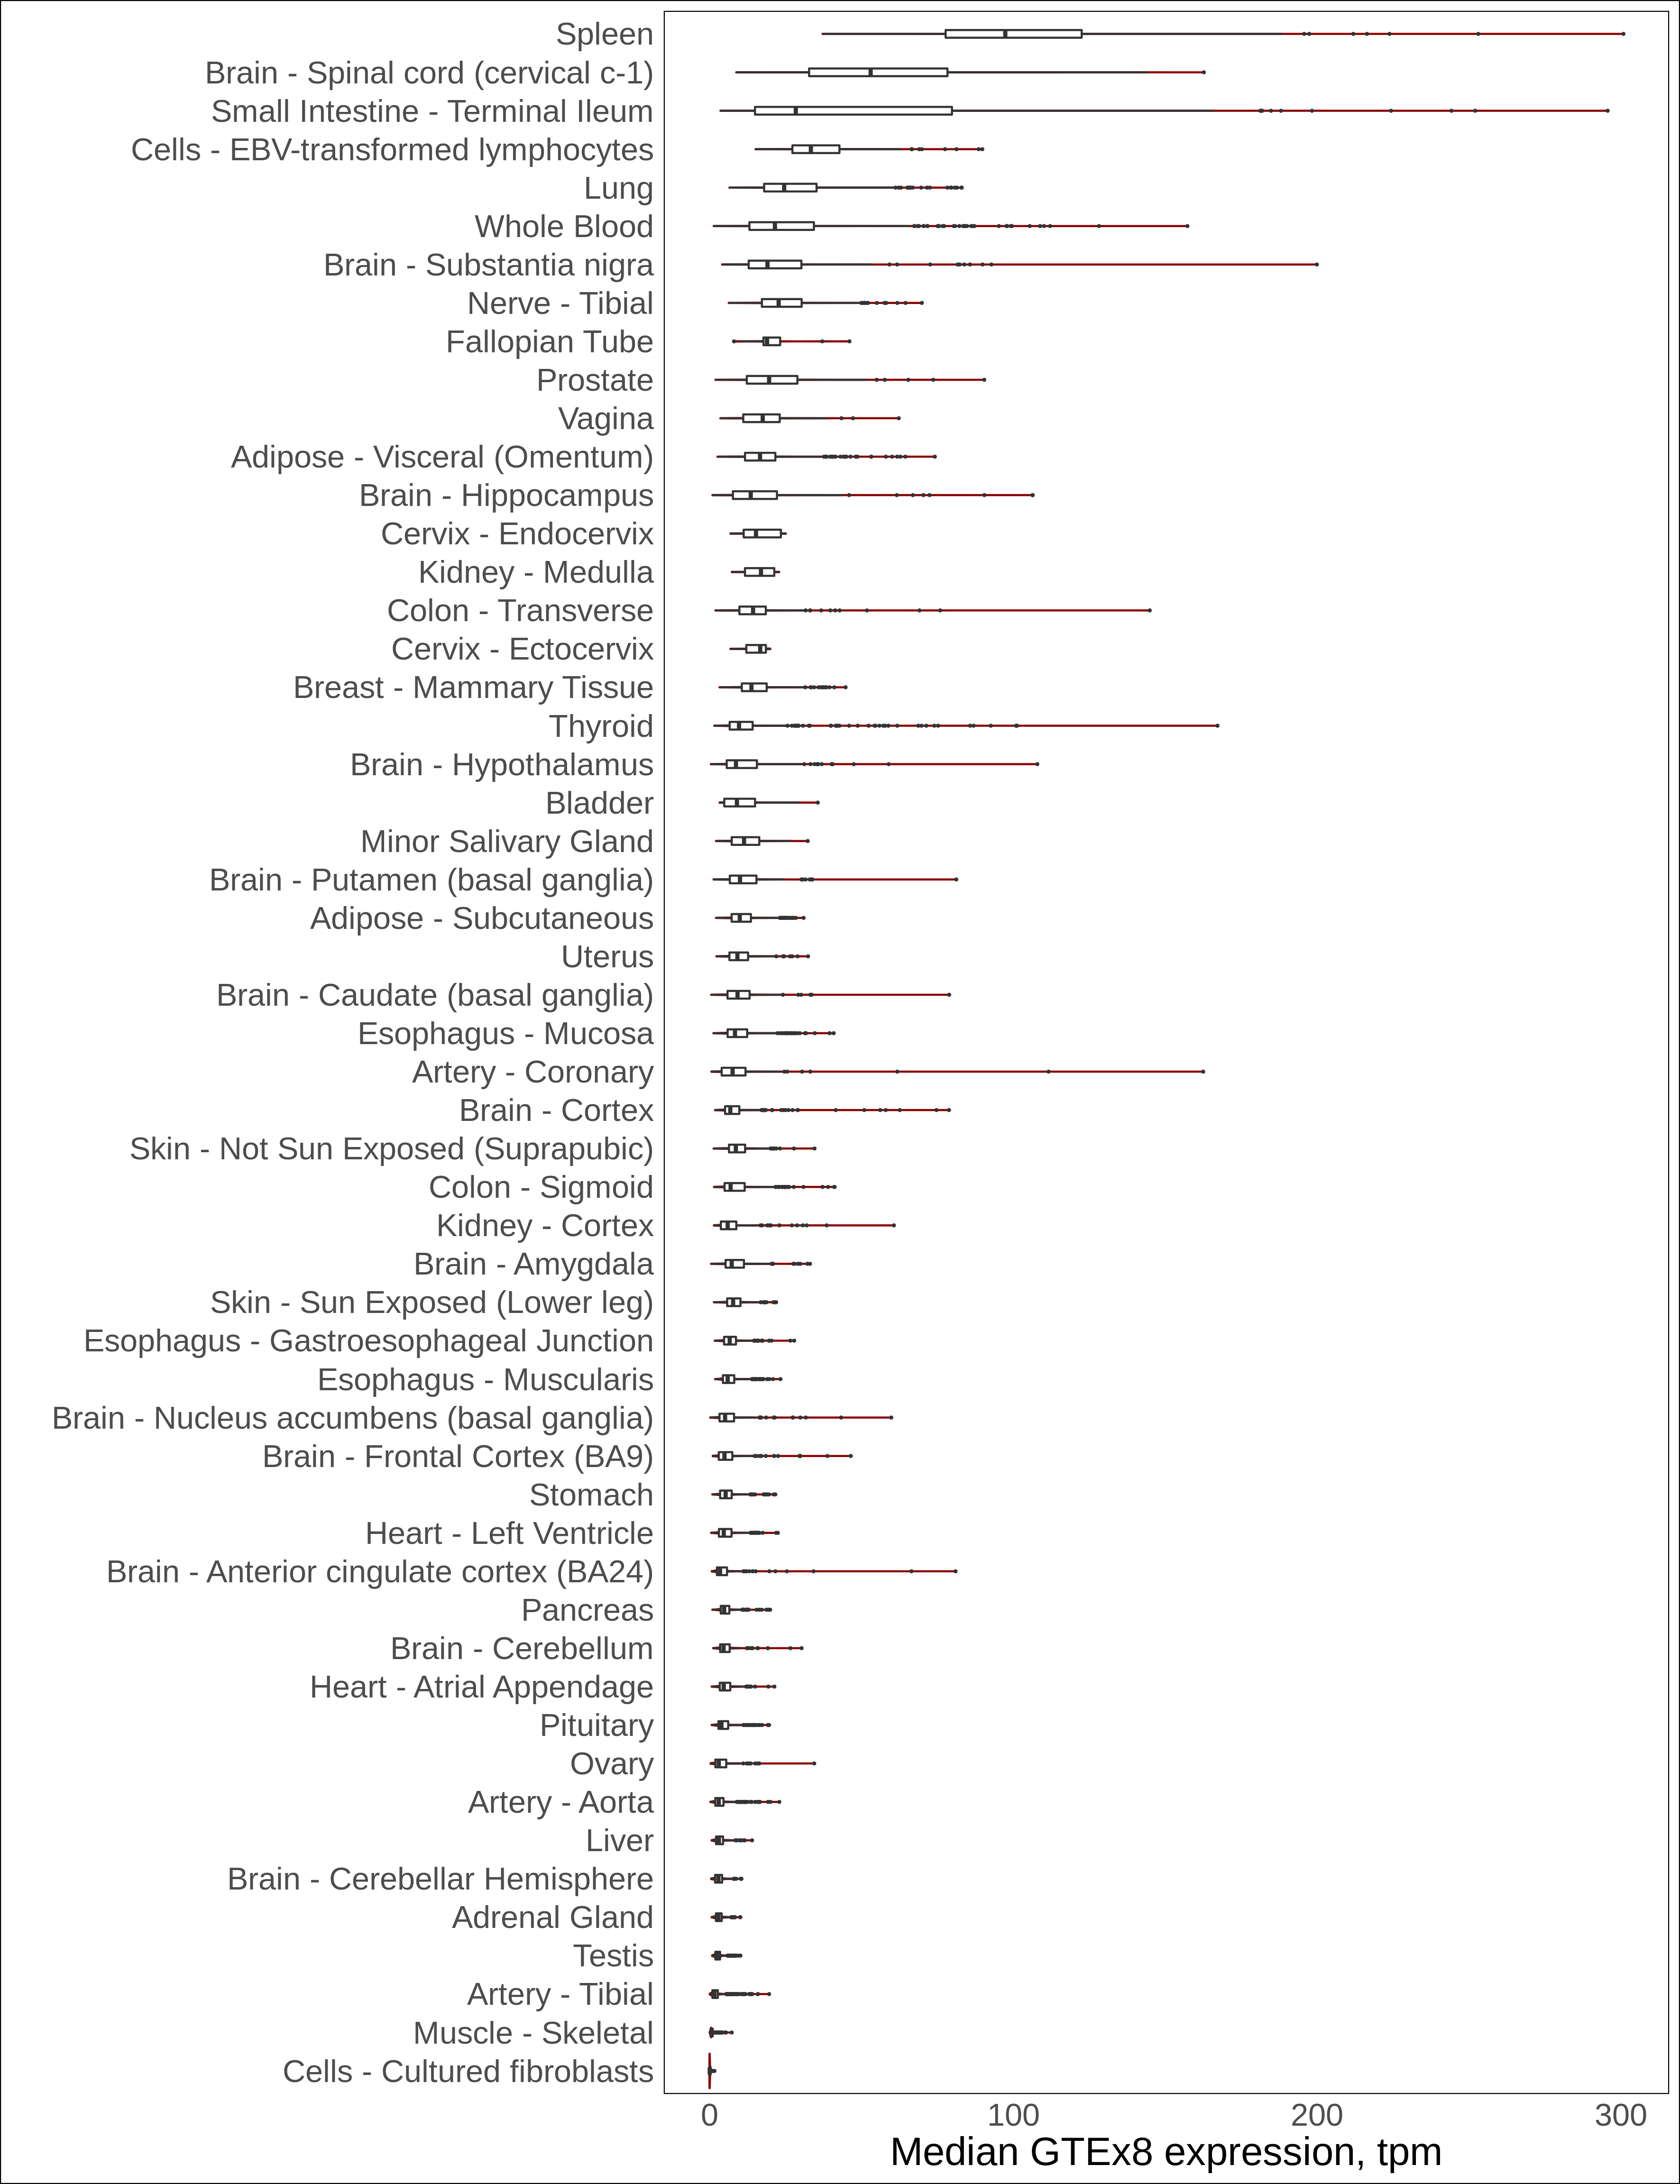 Spleen
Brain - Spinal cord (cervical c-1)
Small Intestine - Terminal Ileum
Cells - EBV-transformed lymphocytes
Lung
Whole Blood
Brain - Substantia nigra
Nerve - Tibial
Fallopian Tube
Prostate
Vagina
Adipose - Visceral (Omentum)
Brain - Hippocampus
Cervix - Endocervix
Kidney - Medulla
Colon - Transverse
Cervix - Ectocervix
Breast - Mammary Tissue
Thyroid
Brain - Hypothalamus
Bladder
Minor Salivary Gland
Brain - Putamen (basal ganglia)
Adipose - Subcutaneous
Uterus
Brain - Caudate (basal ganglia)
Esophagus - Mucosa
Artery - Coronary
Brain - Cortex
Skin - Not Sun Exposed (Suprapubic)
Colon - Sigmoid
Kidney - Cortex
Brain - Amygdala
Skin - Sun Exposed (Lower leg)
Esophagus - Gastroesophageal Junction
Esophagus - Muscularis
Brain - Nucleus accumbens (basal ganglia)
Brain - Frontal Cortex (BA9)
Stomach
Heart - Left Ventricle
Brain - Anterior cingulate cortex (BA24)
Pancreas
Brain - Cerebellum
Heart - Atrial Appendage
Pituitary
Ovary
Artery - Aorta
Liver
Brain - Cerebellar Hemisphere
Adrenal Gland
Testis
Artery - Tibial
Muscle - Skeletal
Cells - Cultured fibroblasts
0 100 200 300
Median GTEx8 expression, tpm